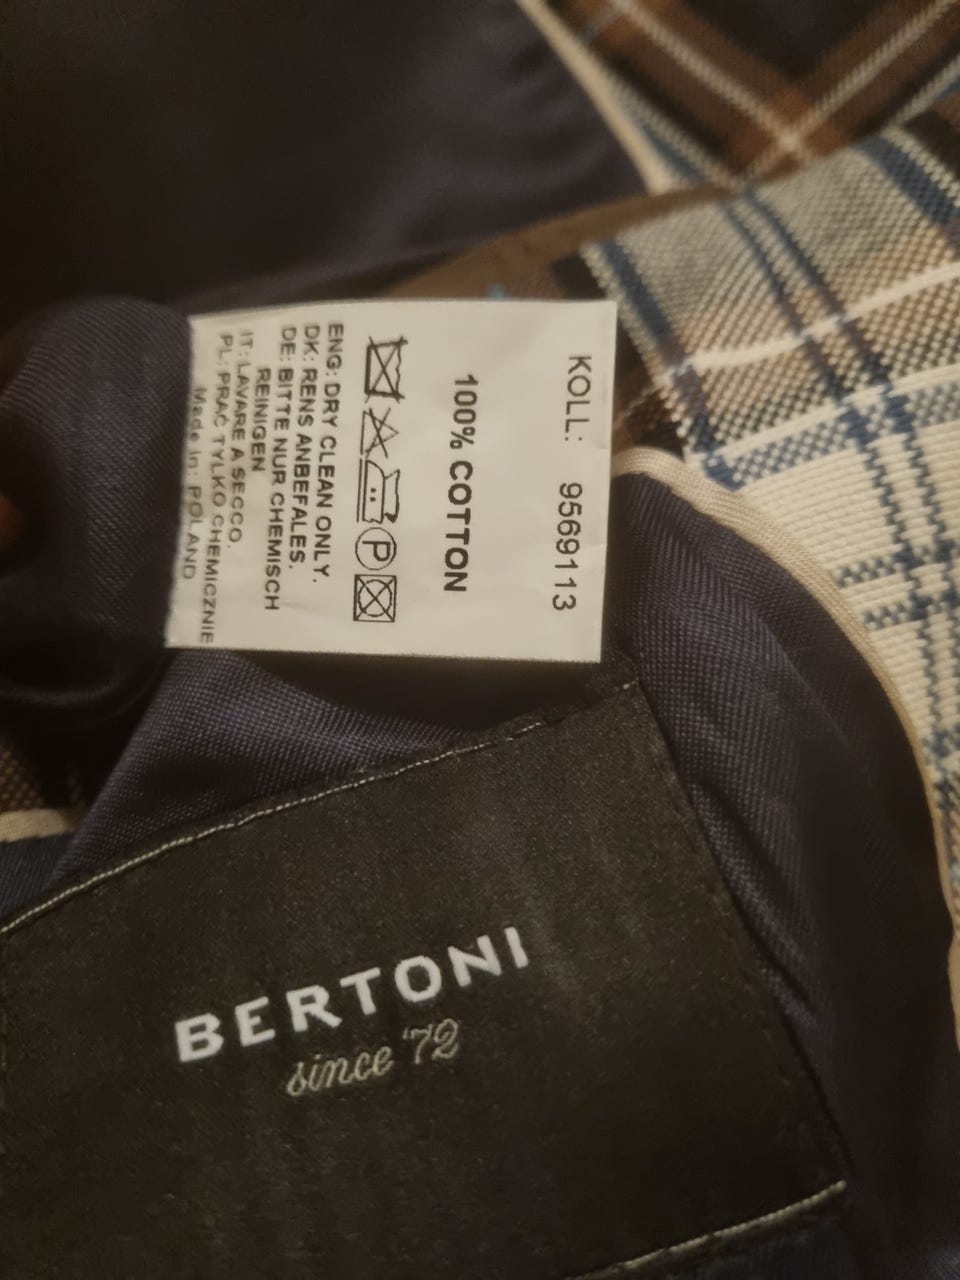 KOLL: 9569113
100% COTTON
P
ENG: DRY CLEAN ONLY.
DK: RENS ANBEFALES.
DE: BITTE NUR CHEMISCH
REINIGEN
IT: LAVARE A SECCO.
PL: PRAĆ TYLKO CHEMICZNIE
Made in: POLAND
BERTONI
since '72